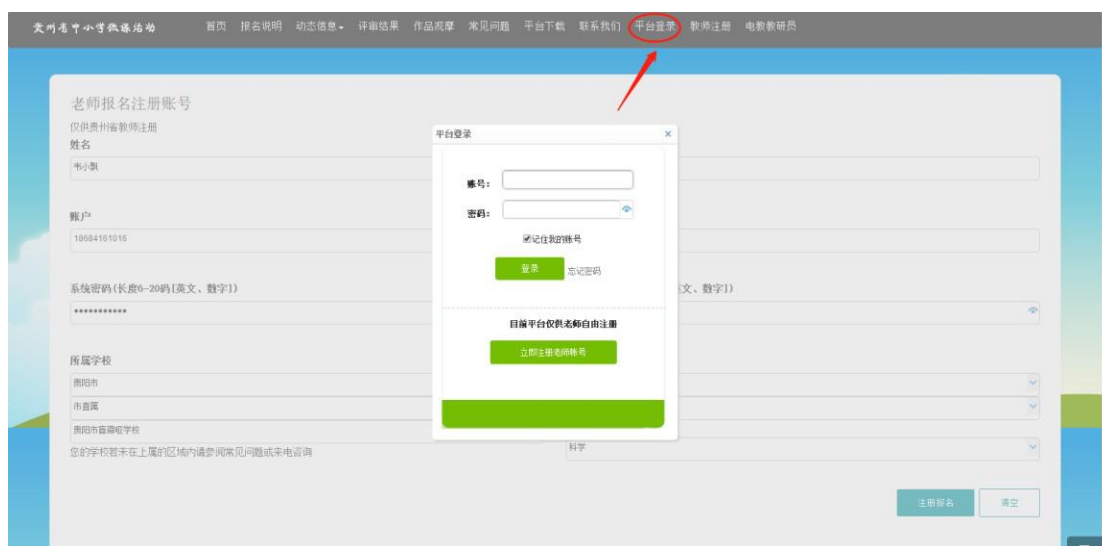 贵州省中小学微课活动 首页 报名说明 动态信息 评审结果 作品观摩 常见问题 平台下载 联系我们 平台登录 教师注册 电教教研员
老师报名注册账号
仅供贵州省教师注册
姓名
平台登录
账号：
账户
密码：
18684161016
记住我的账号
登录 忘记密码
系统密码(长度6-20码[英文、数字])
文、数字])
***********
目前平台仅供老师自由注册
立即注册老师帐号
所属学校
贵阳市
市直属
贵阳市盲聋哑学校
您的学校若未在上属的区域内请参阅常见问题或来电咨询
科学
注册报名 清空